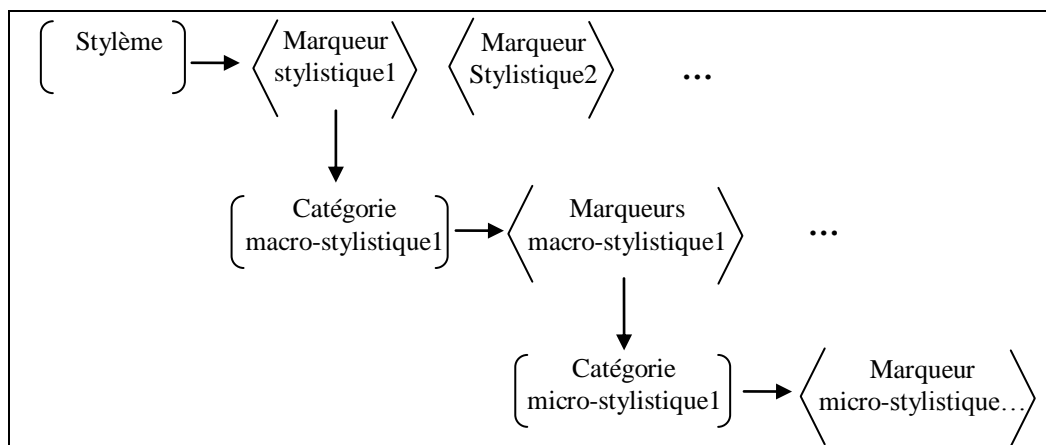 Stylème
Marqueur
stylistique1
Marqueur
Stylistique2
...
Catégorie
macro-stylistique1
Marqueurs
macro-stylistique1
...
Catégorie
micro-stylistique1
Marqueur
micro-stylistique…